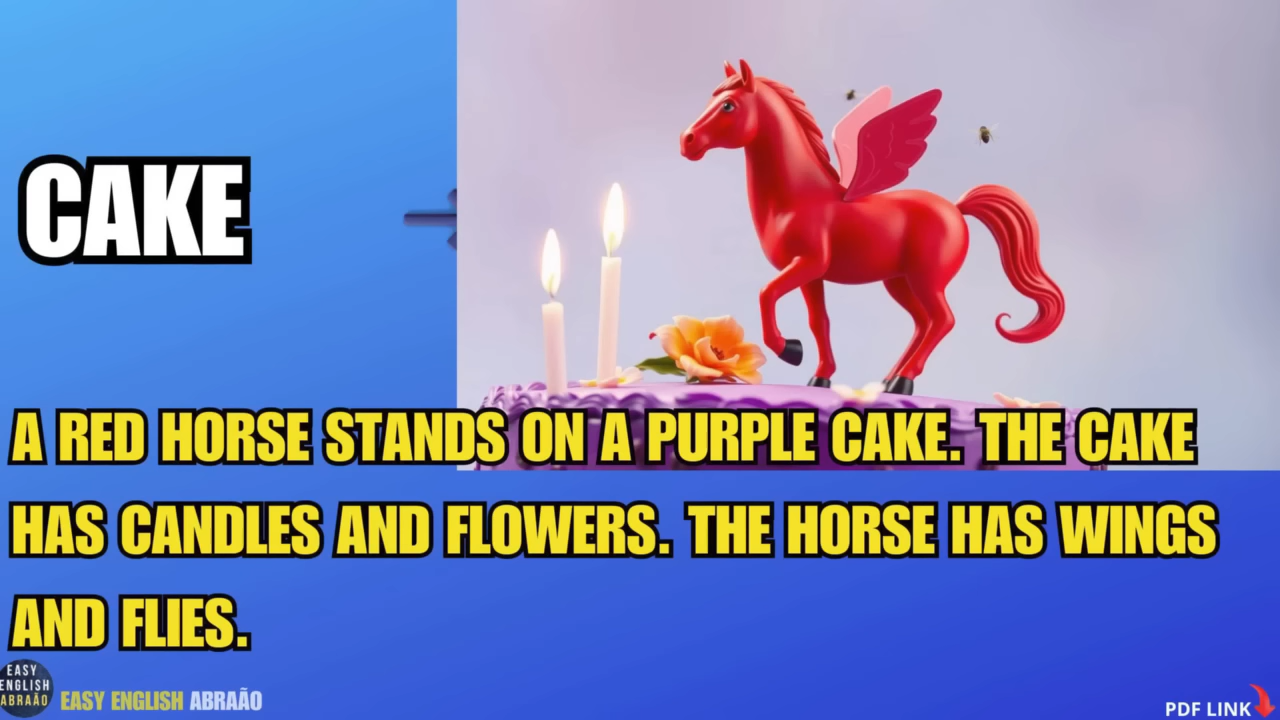 CAKE
A RED HORSE STANDS ON A PURPLE CAKE. THE CAKE
HAS CANDLES AND FLOWERS. THE HORSE HAS WINGS
AND FLIES.
EASY
ENGLISH
ABRAÃO
EASY ENGLISH ABRAÃO
PDF LINK